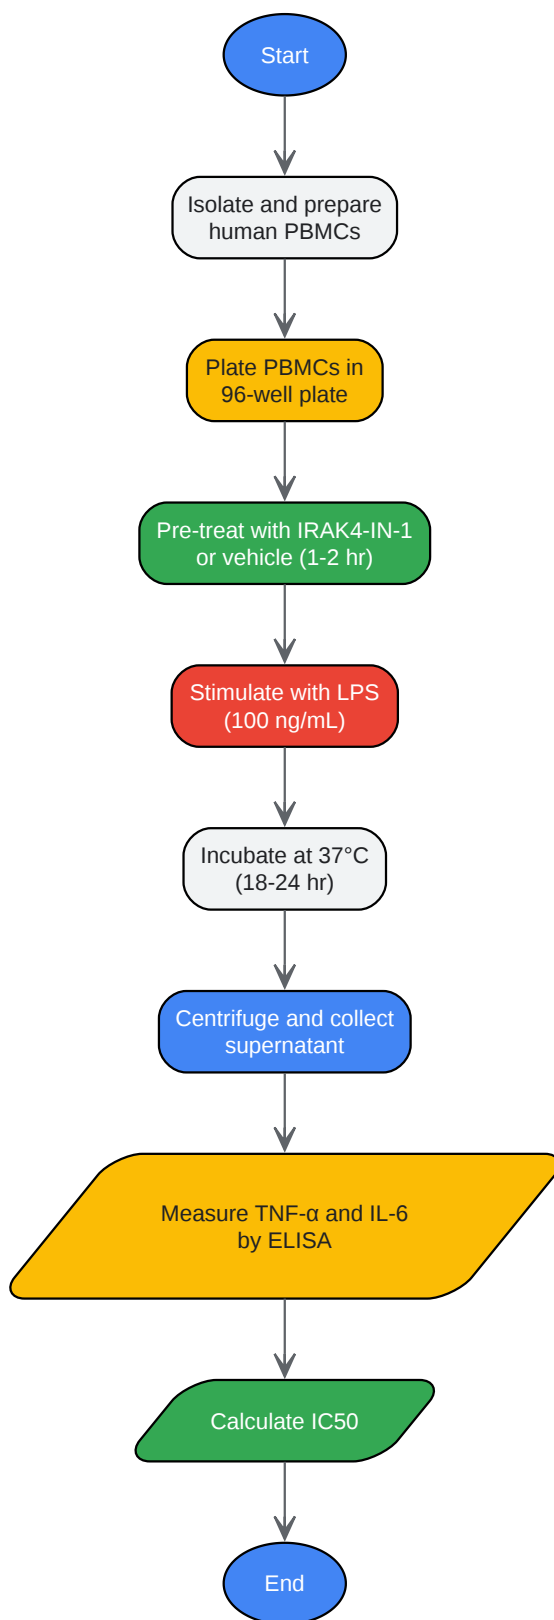 Start
Isolate and prepare
human PBMCs
Plate PBMCs in
96-well plate
Pre-treat with IRAK4-IN-1
or vehicle (1-2 hr)
Stimulate with LPS
(100 ng/mL)
Incubate at 37°C
(18-24 hr)
Centrifuge and collect
supernatant
Measure TNF-α and IL-6
by ELISA
Calculate IC50
End